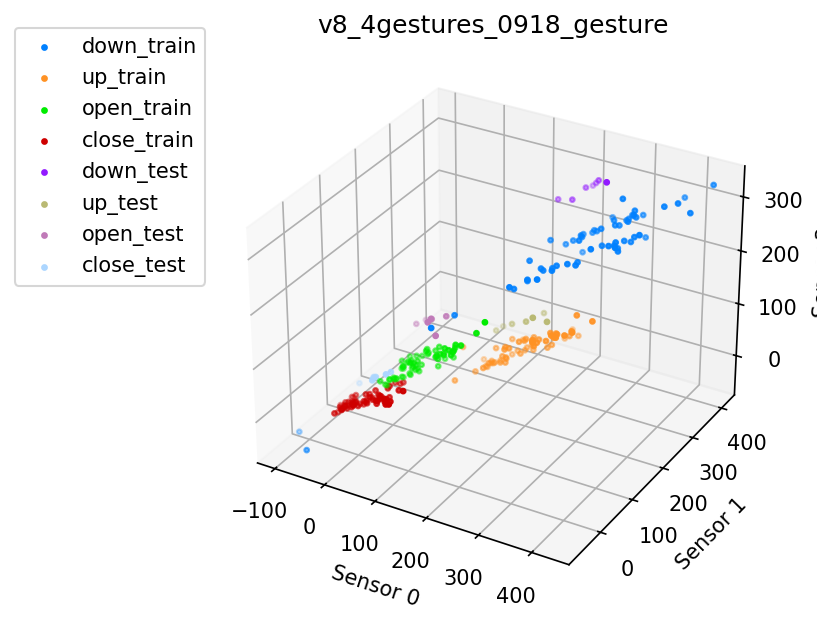 v8_4gestures_0918_gesture
down_train
up_train
open_train
close_train
down_test
up_test
open_test
close_test
300
200
100
0
400
300
200
100
0
Sensor 1
−100
0
100
200
300
400
Sensor 0